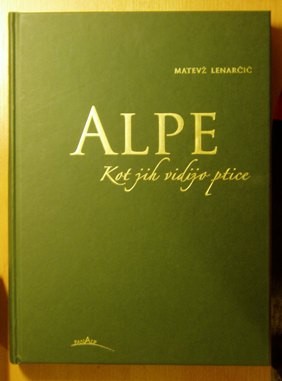 MATEVŽ LENARČIČ
ALPE
Kot jih vidijo ptice